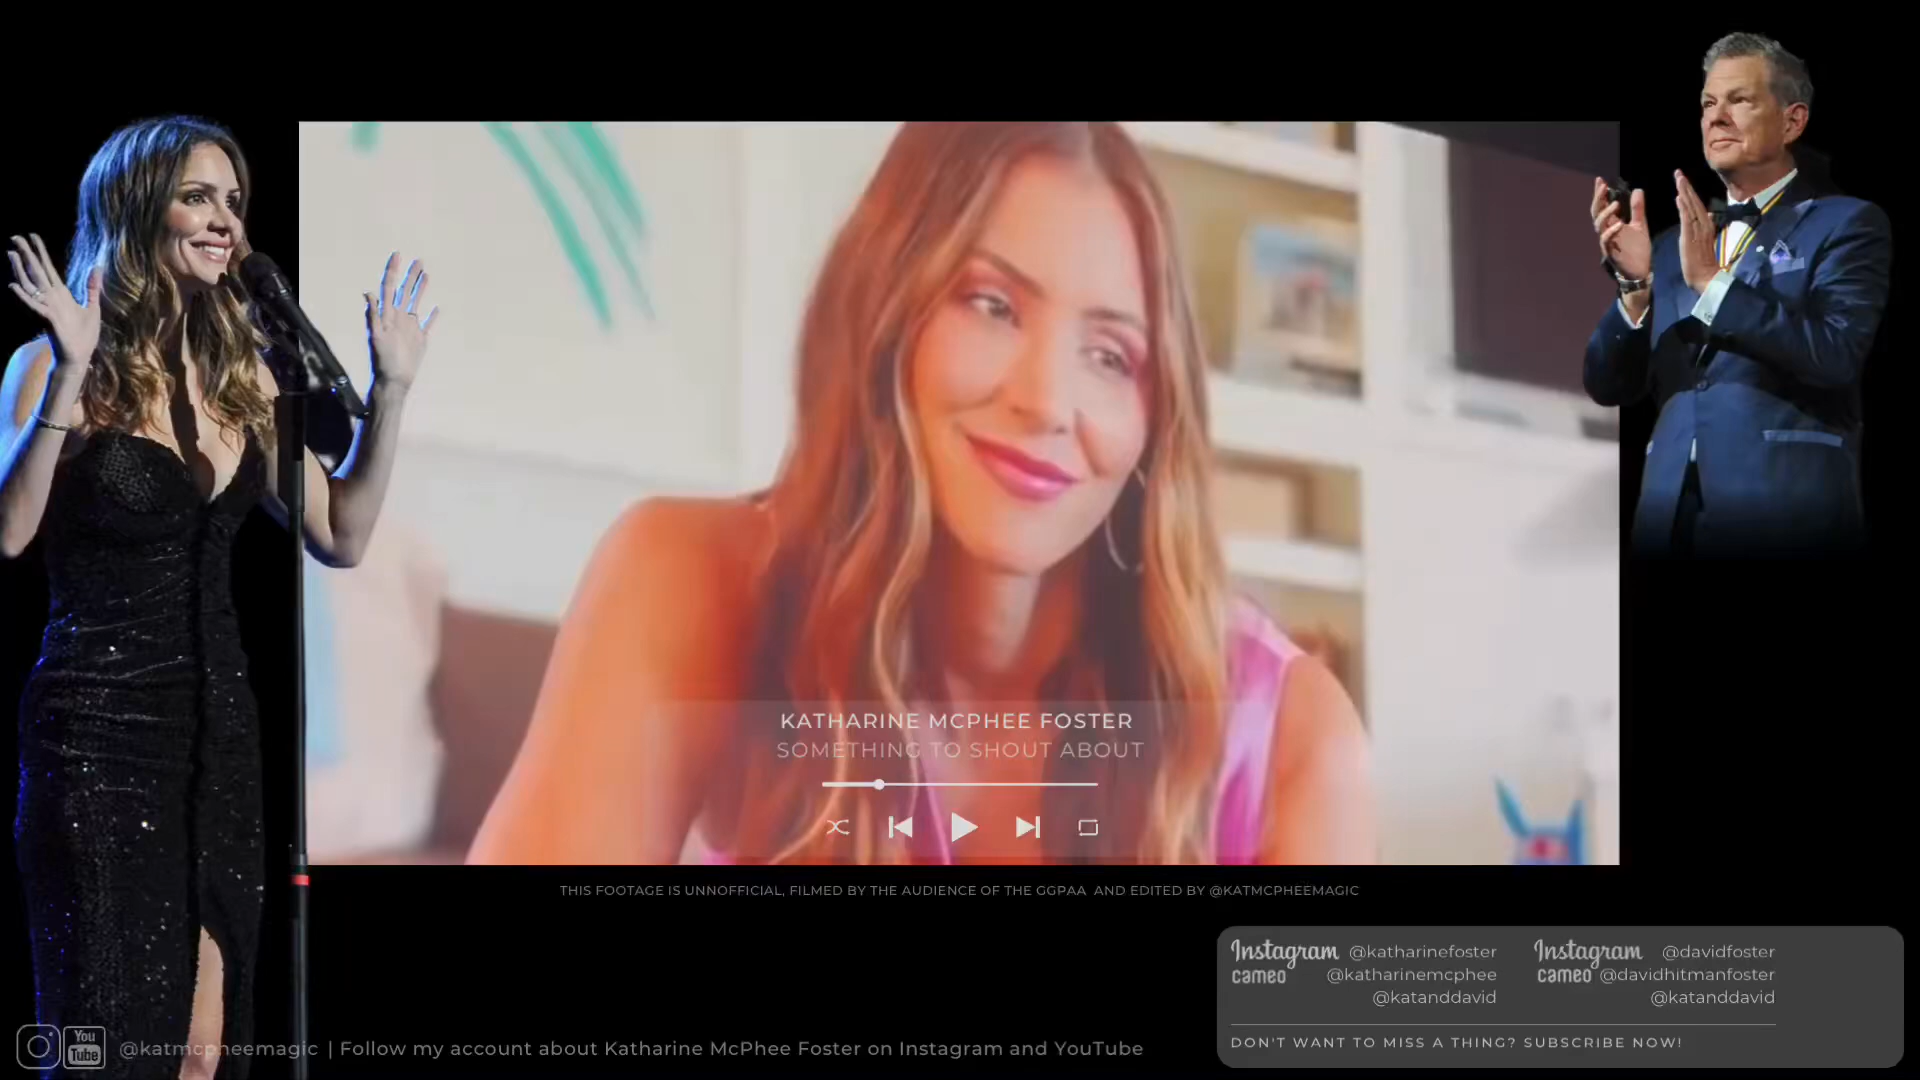 KATHARINE MCPHEE FOSTER
SOMETHING TO SHOUT ABOUT
THIS FOOTAGE IS UNNOFFICIAL, FILMED BY THE AUDIENCE OF THE GGPAA AND EDITED BY @KATMCPHEEMAGIC
Instagram @katharinefoster
cameo @katharinemcphee
@katanddavid
Instagram @davidfoster
cameo @davidhitmanfoster
@katanddavid
DON'T WANT TO MISS A THING? SUBSCRIBE NOW!
You
Tube
@katmcpheemagic | Follow my account about Katharine McPhee Foster on Instagram and YouTube